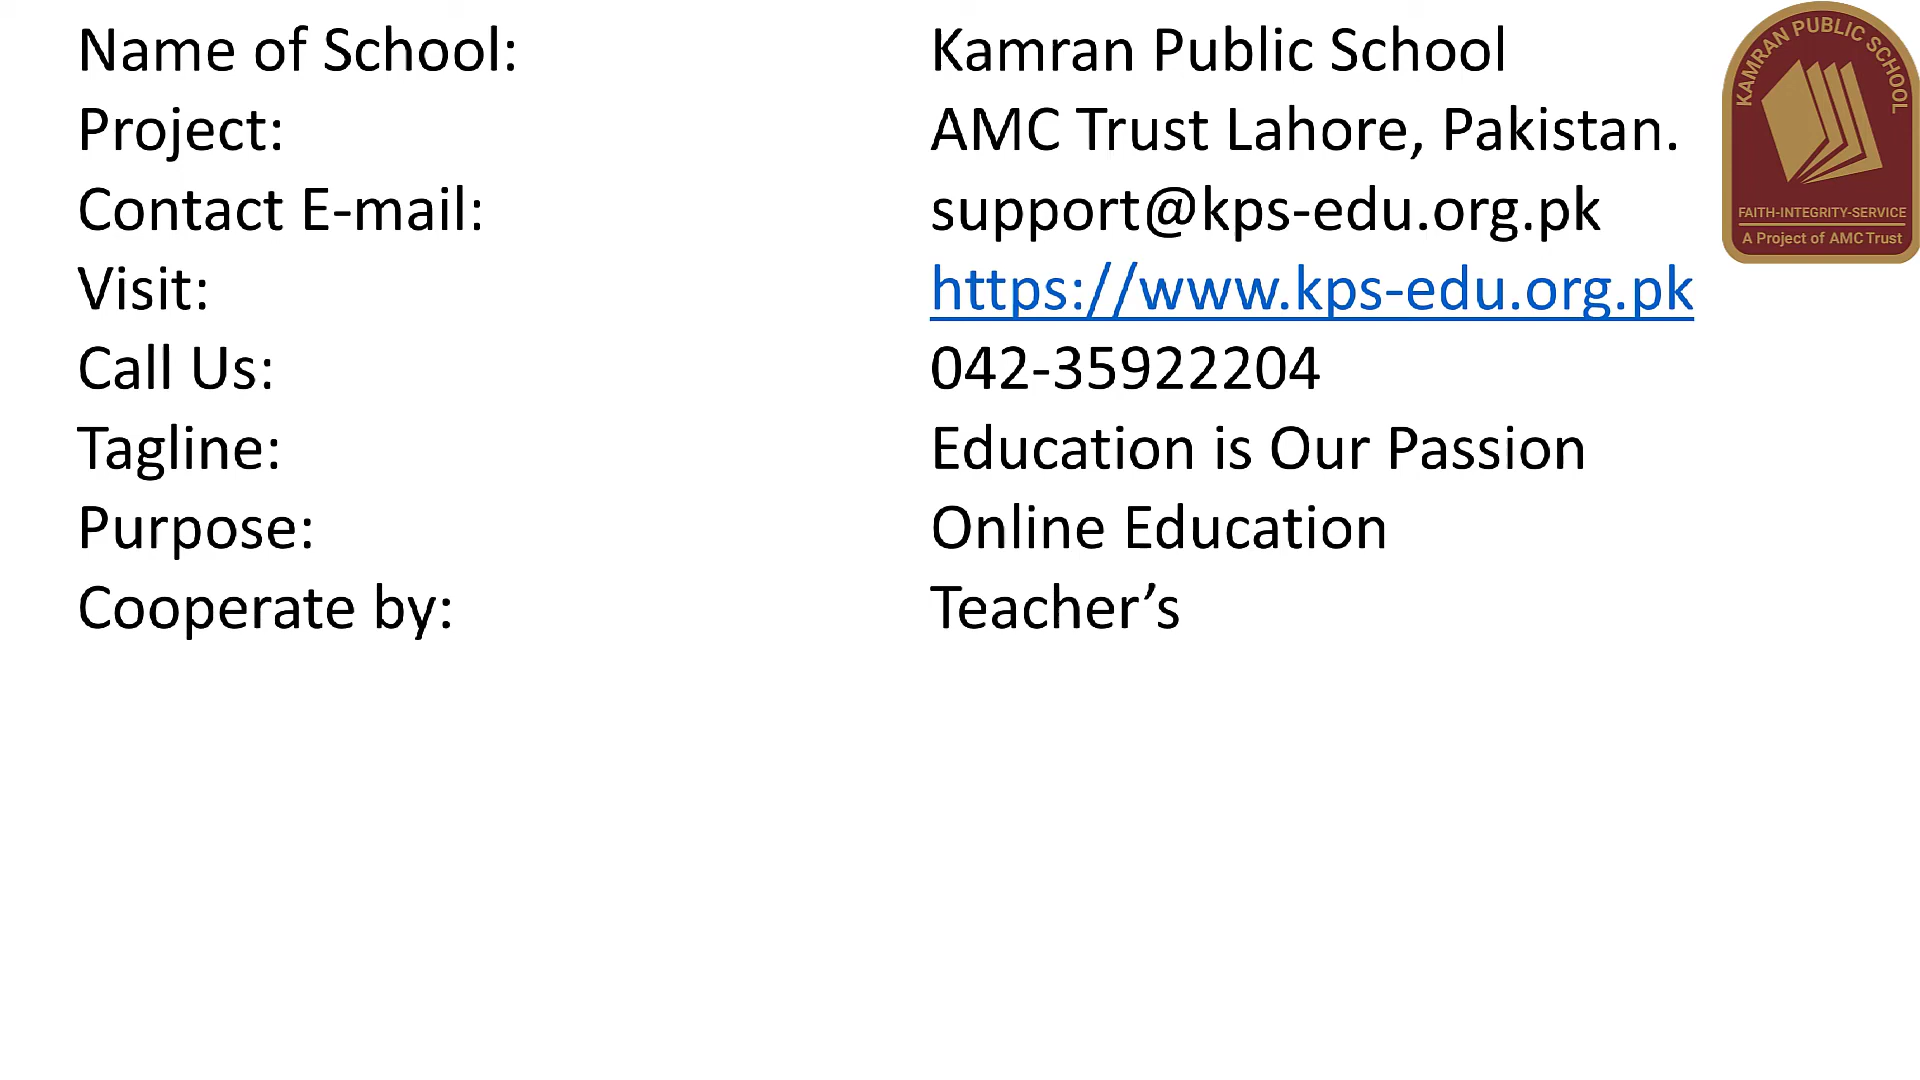 Name of School: Kamran Public School
Project: AMC Trust Lahore, Pakistan.
Contact E-mail: support@kps-edu.org.pk
Visit: https://www.kps-edu.org.pk
Call Us: 042-35922204
Tagline: Education is Our Passion
Purpose: Online Education
Cooperate by: Teacher’s
KAMRAN PUBLIC SCHOOL
FAITH-INTEGRITY-SERVICE
A Project of AMC Trust